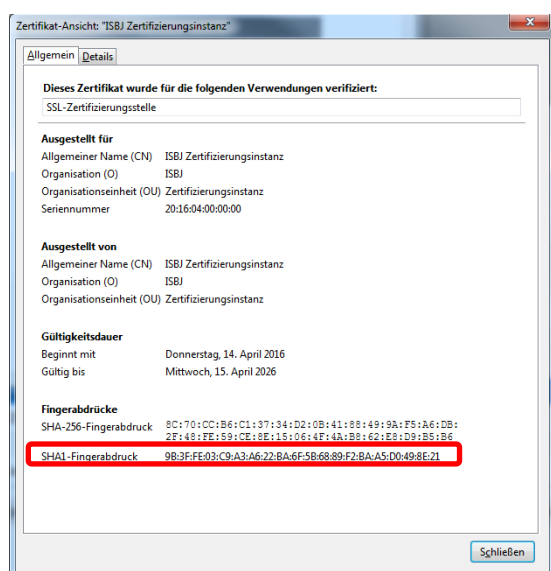 Zertifikat-Ansicht: "ISBJ Zertifizierungsinstanz"
Allgemein Details
Dieses Zertifikat wurde für die folgenden Verwendungen verifiziert:
SSL-Zertifizierungsstelle
Ausgestellt für
Allgemeiner Name (CN) ISBJ Zertifizierungsinstanz
Organisation (O) ISBJ
Organisationseinheit (OU) Zertifizierungsinstanz
Seriennummer 20:16:04:00:00:00
Ausgestellt von
Allgemeiner Name (CN) ISBJ Zertifizierungsinstanz
Organisation (O) ISBJ
Organisationseinheit (OU) Zertifizierungsinstanz
Gültigkeitsdauer
Beginnt mit Donnerstag, 14. April 2016
Gültig bis Mittwoch, 15. April 2026
Fingerabdrücke
SHA-256-Fingerabdruck 8C:70:CC:B6:C1:37:34:D2:0B:41:88:49:9A:F5:A6:DB:
2F:48:FE:59:CE:8E:15:06:4F:4A:B8:62:E8:D9:B5:B6
SHA1-Fingerabdruck 9B:3F:FE:03:C9:A3:A6:22:BA:6F:5B:68:89:F2:BA:A5:D0:49:8E:21
Schließen